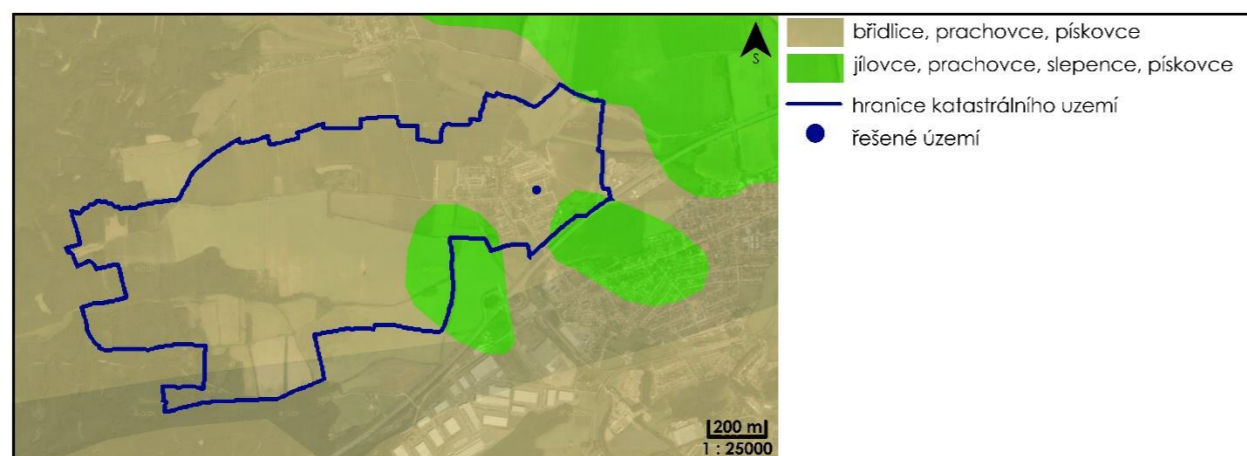 břidlice, prachovce, pískovce
jílovce, prachovce, slepence, pískovce
hranice katastrálního uzemí
řešené území
S
200 m
1 : 25000